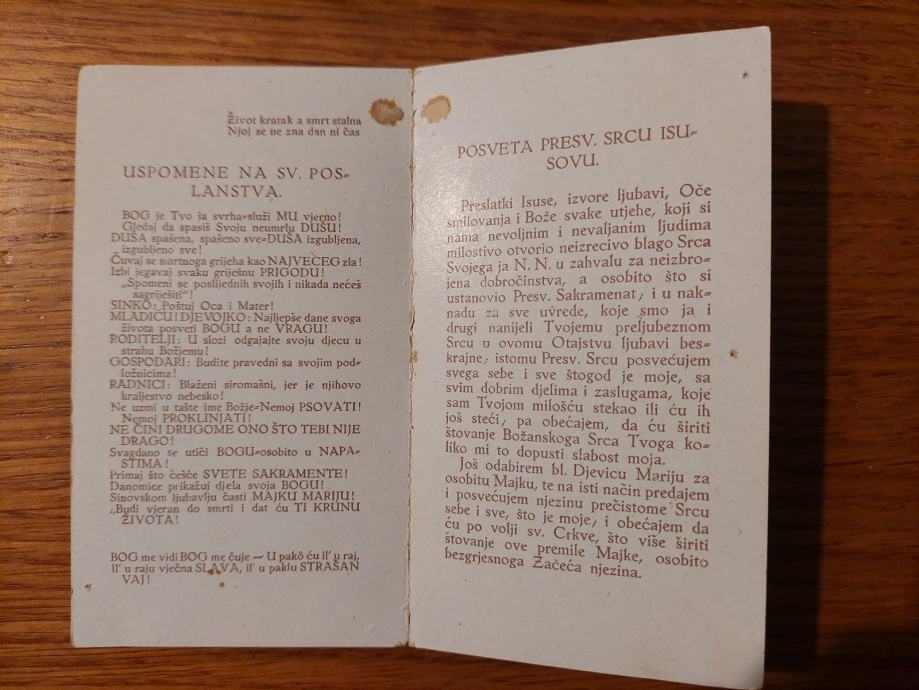 Život kratak a smrt stalna
Njoj se ne zna dan ni čas
USPOMENE NA SV. POS-
LANSTVA.
BOG je Tvo ja svrha-služi MU vjerno!
Gledaj da spasiš Svoju neumrlu DUŠU!
DUŠA spašena, spašeno sve-DUŠA izgubljena,
izgubljeno sve!
Čuvaj se smrtnoga grijeha kao NAJVEĆEG zla!
Izbi jegavaj svaku griješnu PRIGODU!
„Spomeni se posljednih svojih i nikada nećeš
sagriješiti"!
SINKO: Poštuj Oca i Mater!
MLADIĆU! DJEVOJKO: Najljepše dane svoga
života posveti BOGU a ne VRAGU!
RODITELJI: U slozi odgajajte svoju djecu u
strahu Božjemu!
GOSPODARI: Budite pravedni sa svojim pod-
ložnicima!
RADNICI: Blaženi siromašni, jer je njihovo
kraljestvo nebesko!
Ne uzmi u tašte ime Božje-Nemoj PSOVATI!
Nemoj PROKLINJATI!
NE ČINI DRUGOME ONO ŠTO TEBI NIJE
DRAGO!
Svagdano se utiči BOGU-osobito u NAPA-
STIMA!
Primaj što češće SVETE SAKRAMENTE!
Danomice prikažuj djela svoja BOGU!
Sinovskom ljubavlju časti MAJKU MARIJU!
„Budi vjeran do smrti i dat ću TI KRUNU
ŽIVOTA!
BOG me vidi BOG me čuje — U pakô ću il' u raj,
Il' u raju vječna SLAVA, il' u paklu STRAŠAN
VAJ!
POSVETA PRESV. SRCU ISU-
SOVU.
Preslatki Isuse, izvore ljubavi, Oče
smilovanja i Bože svake utjehe, koji si
nama nevoljnim i nevaljanim ljudima
milostivo otvorio neizrecivo blago Srca
Svojega ja N. N. u zahvalu za neizbro-
jena dobročinstva, a osobito što si
ustanovio Presv. Sakramenat, i u nak-
nadu za sve uvrede, koje smo ja i
drugi nanijeli Tvojemu preljubeznom
Srcu u ovomu Otajstvu ljubavi bes-
krajne, istomu Presv. Srcu posvećujem
svega sebe i sve štogod je moje, sa
svim dobrim djelima i zaslugama, koje
sam Tvojom milošću stekao ili ću ih
još steći, pa obećajem, da ću širiti
štovanje Božanskoga Srca Tvoga ko-
liko mi to dopusti slabost moja.
Još odabirem bl. Djevicu Mariju za
osobitu Majku, te na isti način predajem
i posvećujem njezinu prečistome Srcu
sebe i sve, što je moje, i obećajem da
ću po volji sv. Crkve, što više širiti
štovanje ove premile Majke, osobito
bezgrjesnoga Začeća njezina.